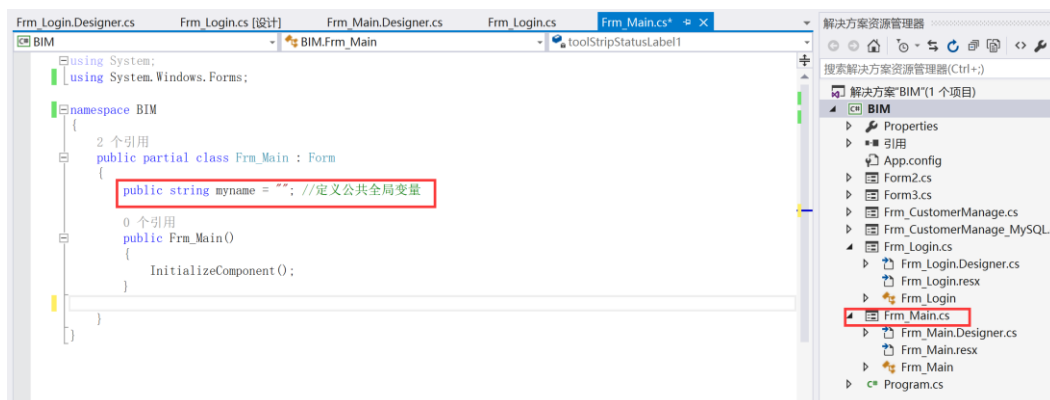 Frm_Login.Designer.cs Frm_Login.cs [设计] Frm_Main.Designer.cs Frm_Login.cs Frm_Main.cs*
BIM BIM.Frm_Main toolStripStatusLabel1
using System;
using System.Windows.Forms;
namespace BIM
{
2 个引用
public partial class Frm_Main : Form
{
public string myname = ""; //定义公共全局变量
0 个引用
public Frm_Main()
{
InitializeComponent();
}
}
}
解决方案资源管理器
搜索解决方案资源管理器(Ctrl+;)
解决方案"BIM"(1 个项目)
C# BIM
Properties
引用
App.config
Form2.cs
Form3.cs
Frm_CustomerManage.cs
Frm_CustomerManage_MySQL.
Frm_Login.cs
Frm_Login.Designer.cs
Frm_Login.resx
Frm_Login
Frm_Main.cs
Frm_Main.Designer.cs
Frm_Main.resx
Frm_Main
C# Program.cs